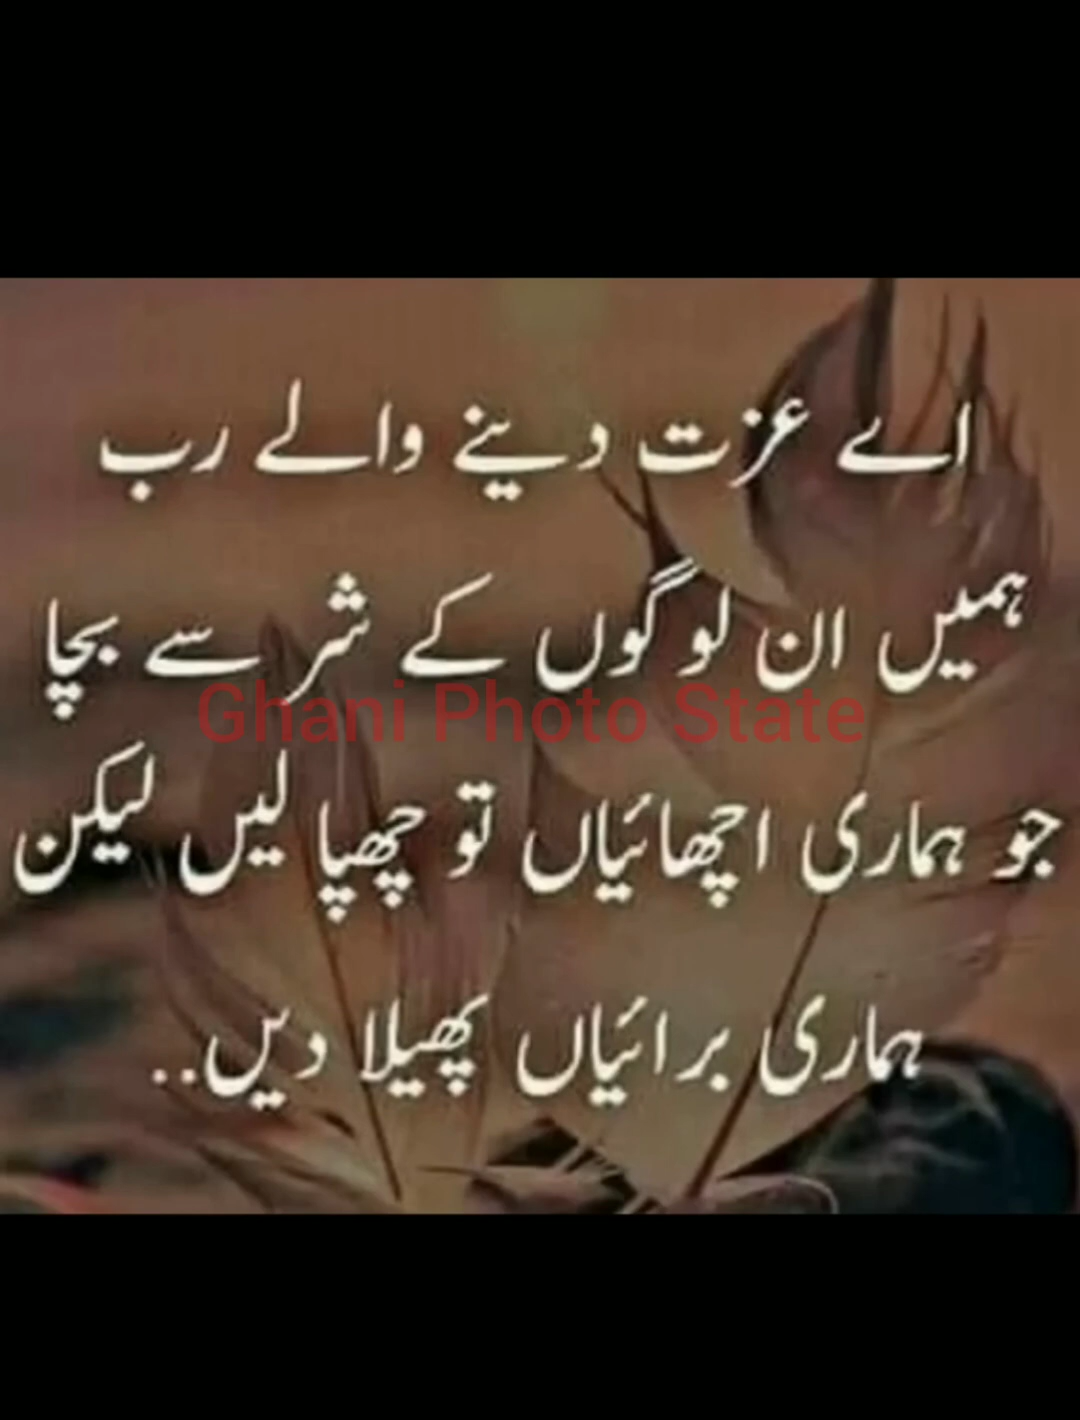 اے عزت دینے والے رب
ہمیں ان لوگوں کے شر سے بچا
Ghani Photo State
جو ہماری اچھائیاں تو چھپا لیں لیکن
ہماری برائیاں پھیلا دیں..